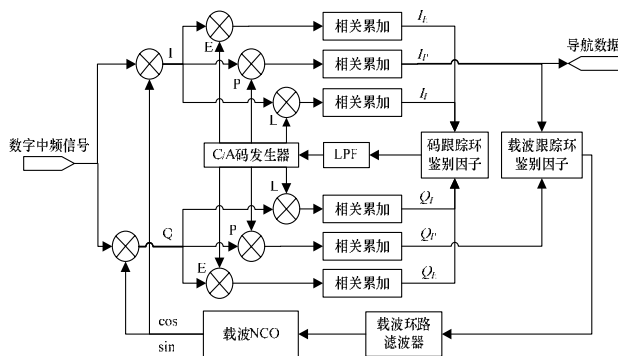 相关累加
I_E
E
I
相关累加
I_P
导航数据
P
相关累加
I_L
L
数字中频信号
C/A码发生器
LPF
码跟踪环
鉴别因子
载波跟踪环
鉴别因子
L
相关累加
Q_L
Q
P
相关累加
Q_P
E
相关累加
Q_E
cos
sin
载波NCO
载波环路
滤波器